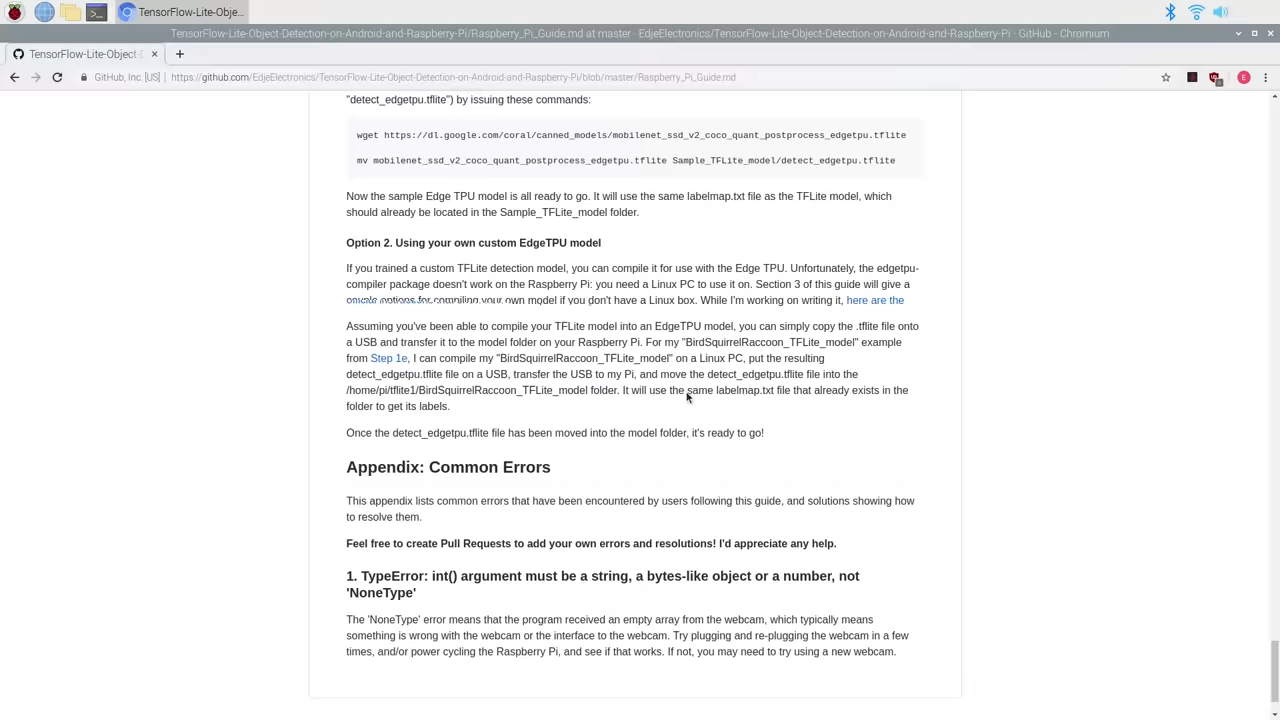 TensorFlow-Lite-Obje...
TensorFlow-Lite-Object-Detection-on-Android-and-Raspberry-Pi/Raspberry_Pi_Guide.md at master · EdjeElectronics/TensorFlow-Lite-Object-Detection-on-Android-and-Raspberry-Pi · GitHub - Chromium
TensorFlow-Lite-Object-D
GitHub, Inc. [US] | https://github.com/EdjeElectronics/TensorFlow-Lite-Object-Detection-on-Android-and-Raspberry-Pi/blob/master/Raspberry_Pi_Guide.md
E
"detect_edgetpu.tflite") by issuing these commands:
wget https://dl.google.com/coral/canned_models/mobilenet_ssd_v2_coco_quant_postprocess_edgetpu.tflite
mv mobilenet_ssd_v2_coco_quant_postprocess_edgetpu.tflite Sample_TFLite_model/detect_edgetpu.tflite
Now the sample Edge TPU model is all ready to go. It will use the same labelmap.txt file as the TFLite model, which
should already be located in the Sample_TFLite_model folder.
Option 2. Using your own custom EdgeTPU model
If you trained a custom TFLite detection model, you can compile it for use with the Edge TPU. Unfortunately, the edgetpu-
compiler package doesn't work on the Raspberry Pi: you need a Linux PC to use it on. Section 3 of this guide will give a
options for compiling your own model if you don't have a Linux box. While I'm working on writing it, here are the
Assuming you've been able to compile your TFLite model into an EdgeTPU model, you can simply copy the .tflite file onto
a USB and transfer it to the model folder on your Raspberry Pi. For my "BirdSquirrelRaccoon_TFLite_model" example
from Step 1e, I can compile my "BirdSquirrelRaccoon_TFLite_model" on a Linux PC, put the resulting
detect_edgetpu.tflite file on a USB, transfer the USB to my Pi, and move the detect_edgetpu.tflite file into the
/home/pi/tflite1/BirdSquirrelRaccoon_TFLite_model folder. It will use the same labelmap.txt file that already exists in the
folder to get its labels.
Once the detect_edgetpu.tflite file has been moved into the model folder, it's ready to go!
Appendix: Common Errors
This appendix lists common errors that have been encountered by users following this guide, and solutions showing how
to resolve them.
Feel free to create Pull Requests to add your own errors and resolutions! I'd appreciate any help.
1. TypeError: int() argument must be a string, a bytes-like object or a number, not
'NoneType'
The 'NoneType' error means that the program received an empty array from the webcam, which typically means
something is wrong with the webcam or the interface to the webcam. Try plugging and re-plugging the webcam in a few
times, and/or power cycling the Raspberry Pi, and see if that works. If not, you may need to try using a new webcam.